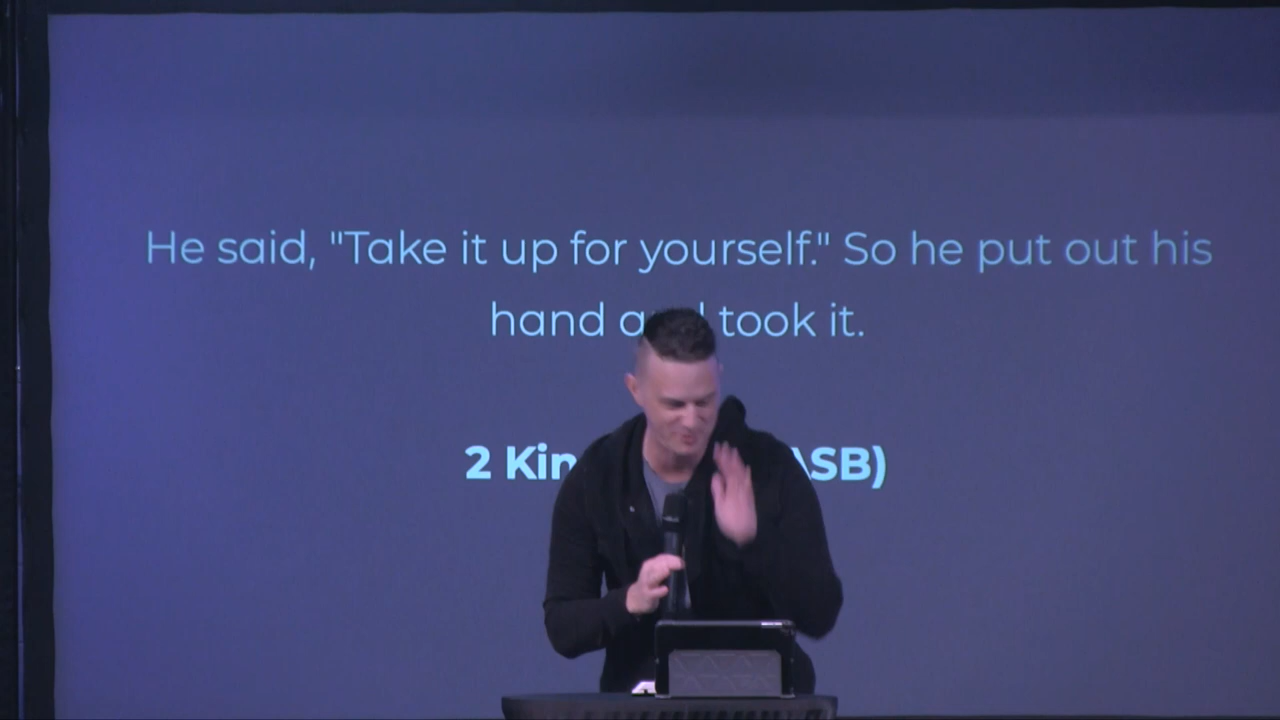 He said, "Take it up for yourself." So he put out his
hand a took it.
2 Kin ASB)